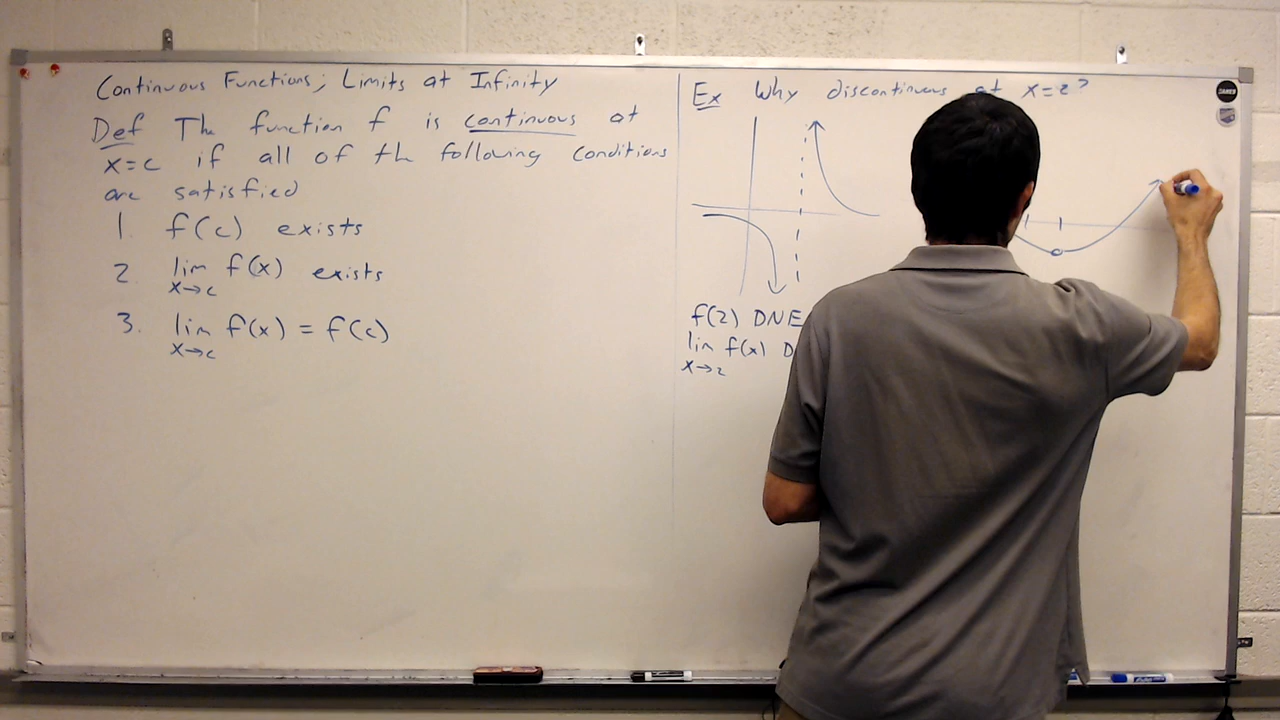 Continuous Functions; Limits at Infinity
Def The function f is continuous at
x=c if all of the following conditions
are satisfied
1. f(c) exists
2. lim f(x) exists
x→c
3. lim f(x) = f(c)
x→c
Ex Why discontinuous at x=2?
f(2) DNE
lim f(x) D
x→2